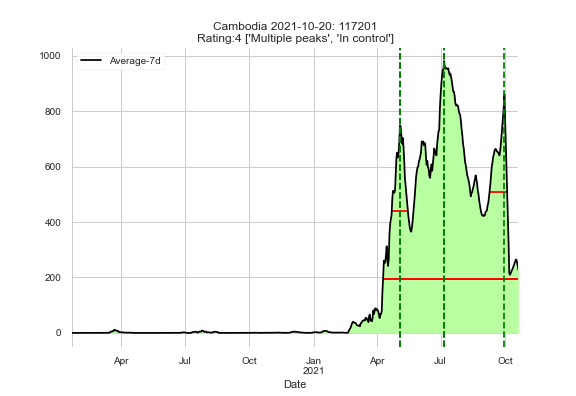 Cambodia 2021-10-20: 117201
Rating:4 ['Multiple peaks', 'In control']
Average-7d
1000
800
600
400
200
0
Apr
Jul
Oct
Jan
2021
Apr
Jul
Oct
Date